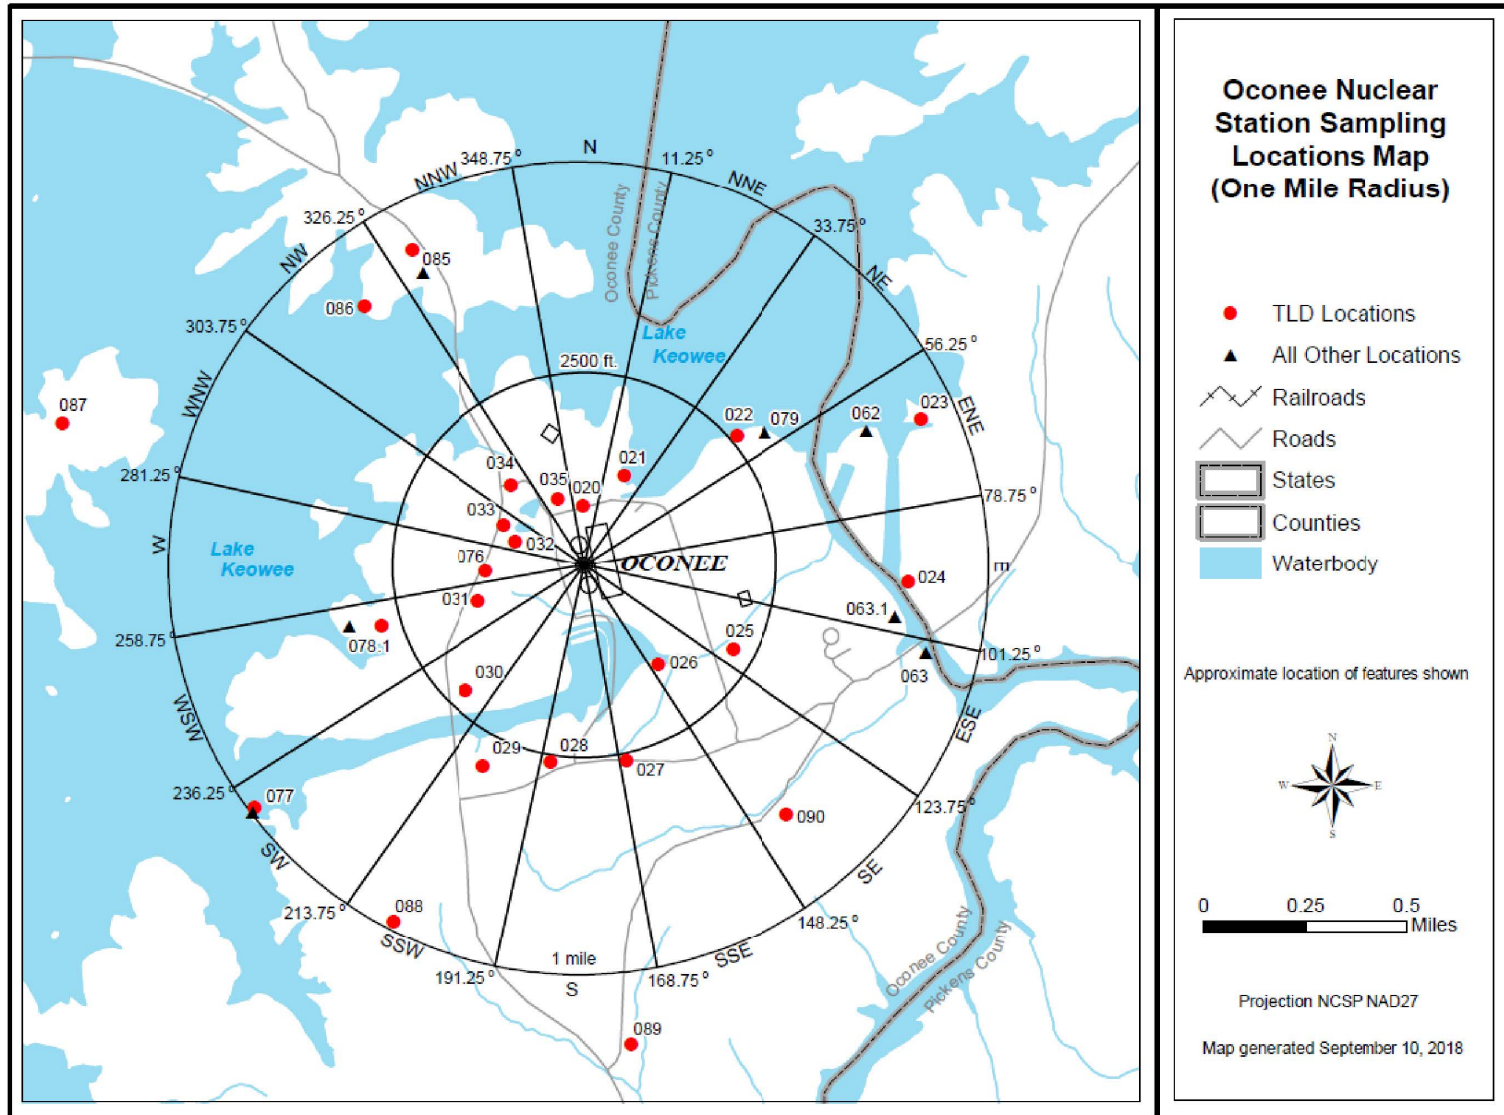 N
348.75°
11.25°
NNW
NNE
326.25°
33.75°
NW
NE
Oconee County
Pickens County
085
086
303.75°
Lake
Keowee
56.25°
2500 ft.
WNW
087
022
079
062
023
ENE
034
035
020
021
281.25°
78.75°
033
032
W
Lake
Keowee
076
OCONEE
E
024
031
063.1
258.75°
078.1
025
026
063
101.25°
030
WSW
ESE
029
028
027
236.25°
077
123.75°
090
SW
SE
213.75°
088
148.25°
SSW
SSE
191.25°
1 mile
168.75°
S
Oconee County
Pickens County
089
Oconee Nuclear
Station Sampling
Locations Map
(One Mile Radius)
TLD Locations
All Other Locations
Railroads
Roads
States
Counties
Waterbody
Approximate location of features shown
N
W
E
S
0 0.25 0.5
Miles
Projection NCSP NAD27
Map generated September 10, 2018